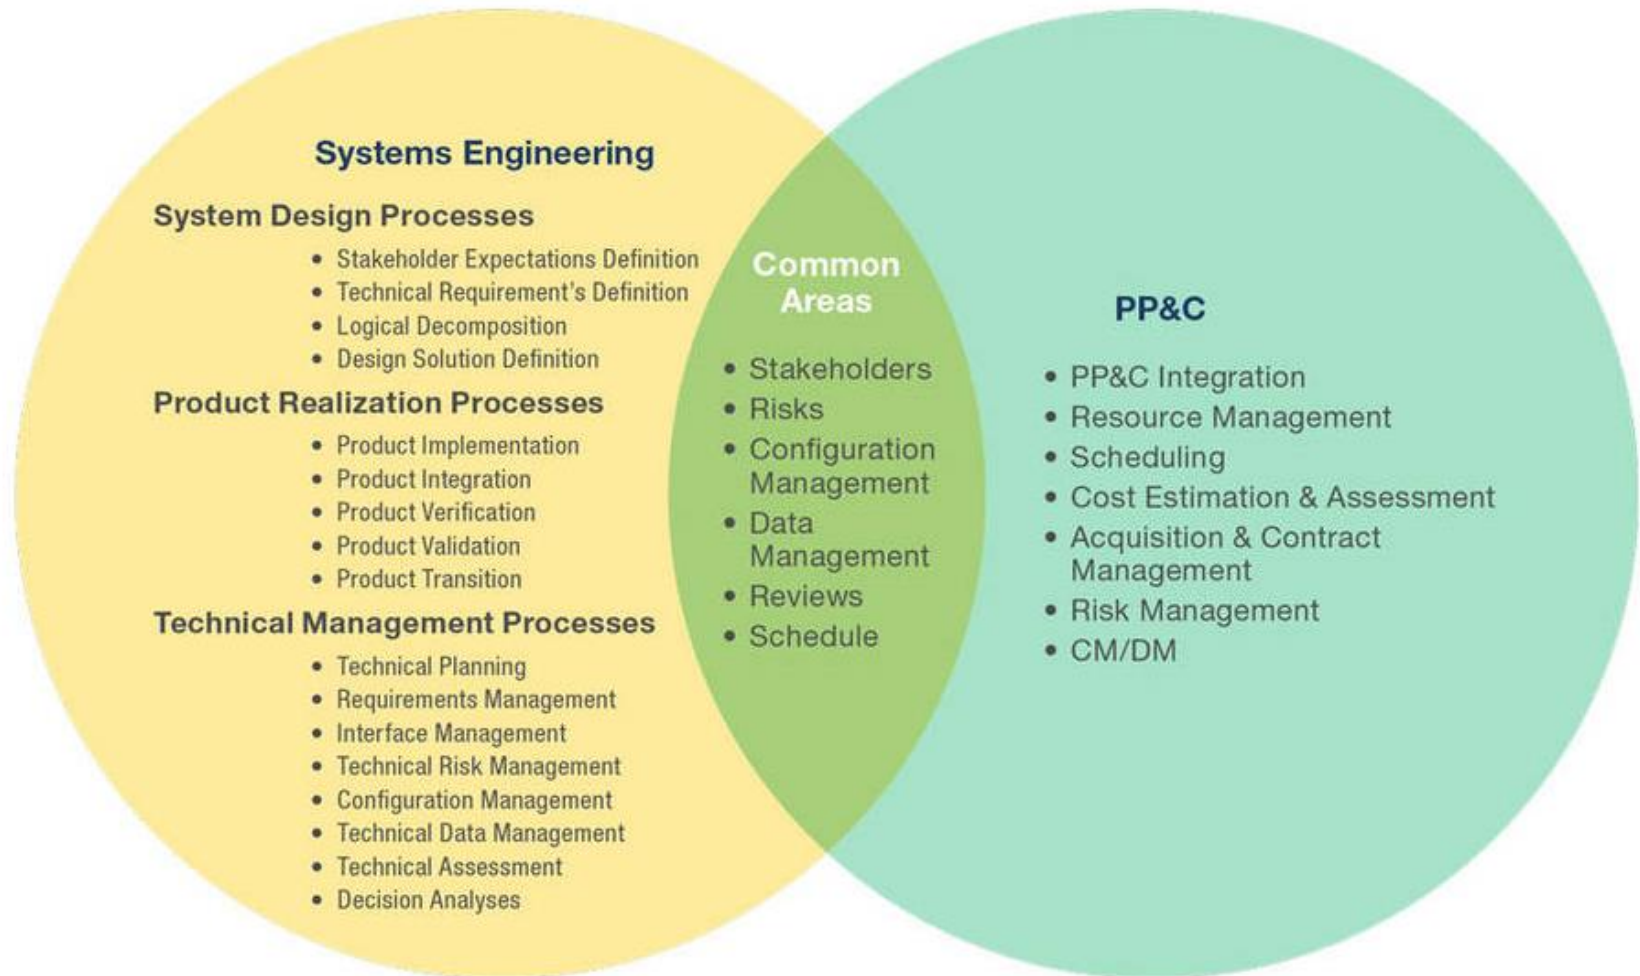 Systems Engineering
System Design Processes
• Stakeholder Expectations Definition
• Technical Requirement's Definition
• Logical Decomposition
• Design Solution Definition
Product Realization Processes
• Product Implementation
• Product Integration
• Product Verification
• Product Validation
• Product Transition
Technical Management Processes
• Technical Planning
• Requirements Management
• Interface Management
• Technical Risk Management
• Configuration Management
• Technical Data Management
• Technical Assessment
• Decision Analyses
Common
Areas
• Stakeholders
• Risks
• Configuration
Management
• Data
Management
• Reviews
• Schedule
PP&C
• PP&C Integration
• Resource Management
• Scheduling
• Cost Estimation & Assessment
• Acquisition & Contract
Management
• Risk Management
• CM/DM